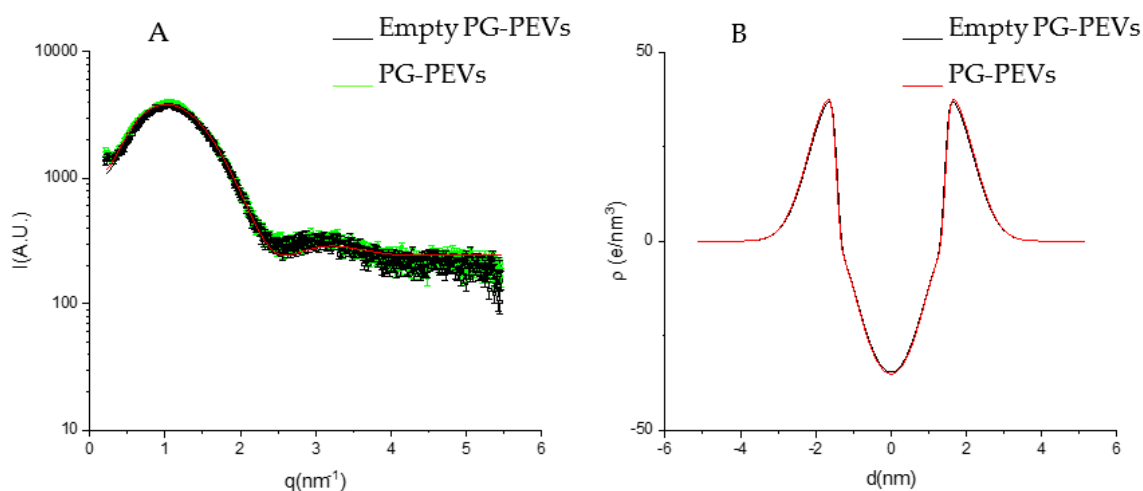 A
Empty PG-PEVs
PG-PEVs
10000
1000
100
10
I(A.U.)
0 1 2 3 4 5 6
q(nm⁻¹)
B
Empty PG-PEVs
PG-PEVs
50
0
-50
ρ (e/nm³)
-6 -4 -2 0 2 4 6
d(nm)